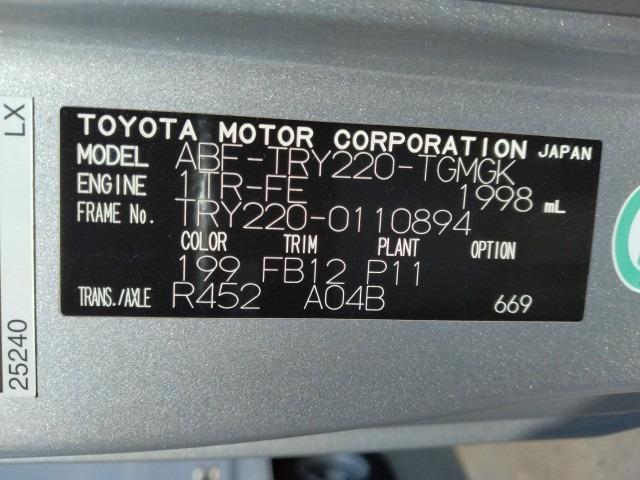 TOYOTA MOTOR CORPORATION JAPAN
MODEL ABF-TRY220-TGMGK
ENGINE 1TR-FE 1998 mL
FRAME No. TRY220-0110894
COLOR TRIM PLANT OPTION
199 FB12 P11
TRANS./AXLE R452 A04B 669
25240 LX